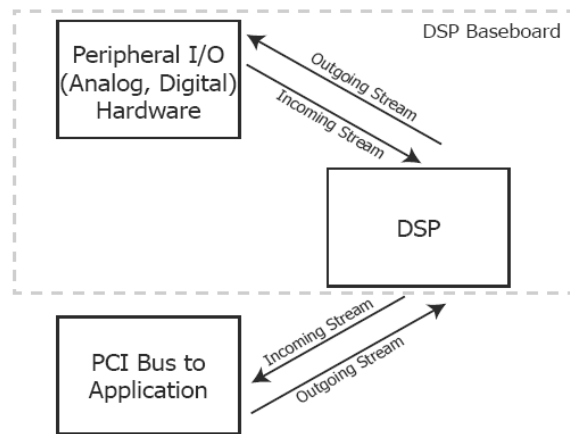 DSP Baseboard
Peripheral I/O
(Analog, Digital)
Hardware
Outgoing Stream
Incoming Stream
DSP
Incoming Stream
Outgoing Stream
PCI Bus to
Application